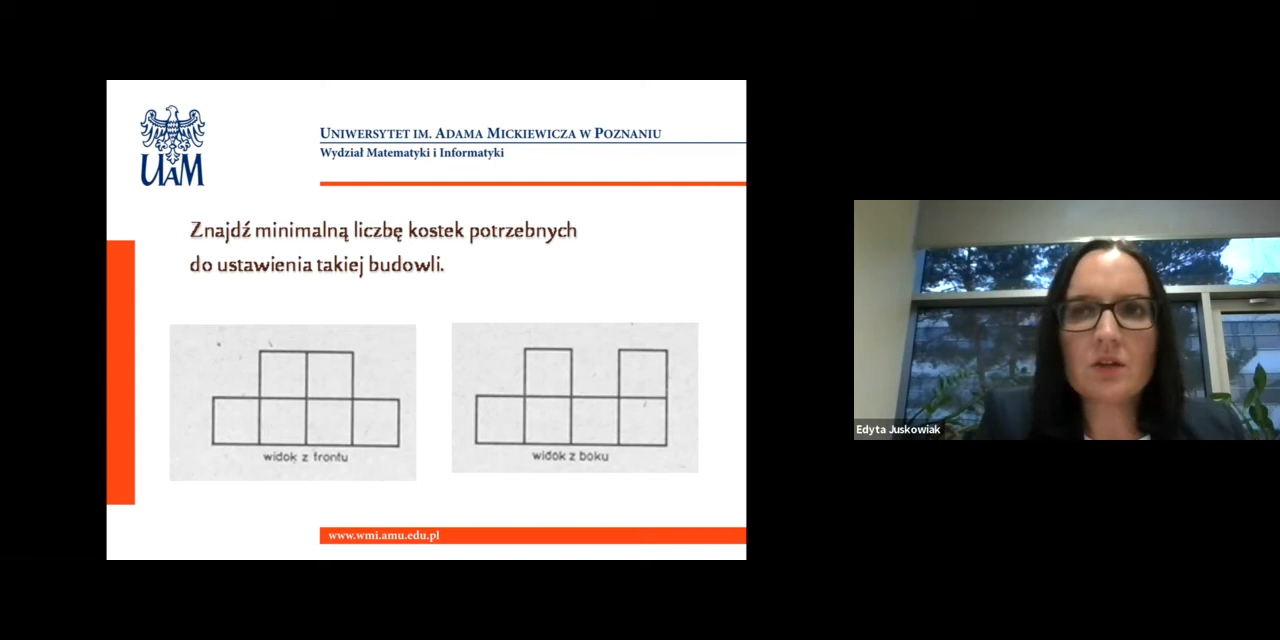 UNIWERSYTET IM. ADAMA MICKIEWICZA W POZNANIU
Wydział Matematyki i Informatyki
UAM
Znajdź minimalną liczbę kostek potrzebnych
do ustawienia takiej budowli.
widok z frontu
widok z boku
Edyta Juskowiak
www.wmi.amu.edu.pl